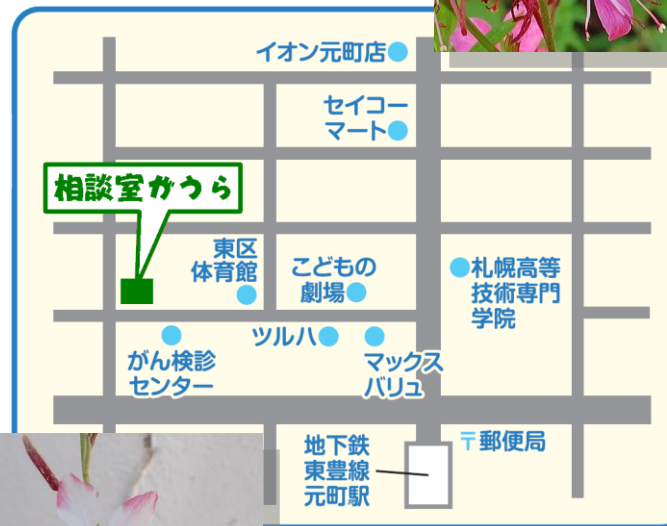 イオン元町店
セイコー
マート
相談室がうら
東区
体育館
こどもの
劇場
札幌高等
技術専門
学院
がん検診
センター
ツルハ
マックス
バリュ
地下鉄
東豊線
元町駅
〒郵便局